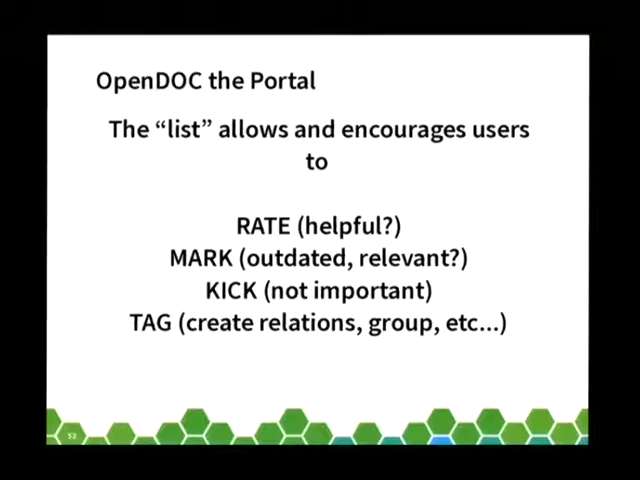 OpenDOC the Portal
The “list” allows and encourages users
to
RATE (helpful?)
MARK (outdated, relevant?)
KICK (not important)
TAG (create relations, group, etc...)
52